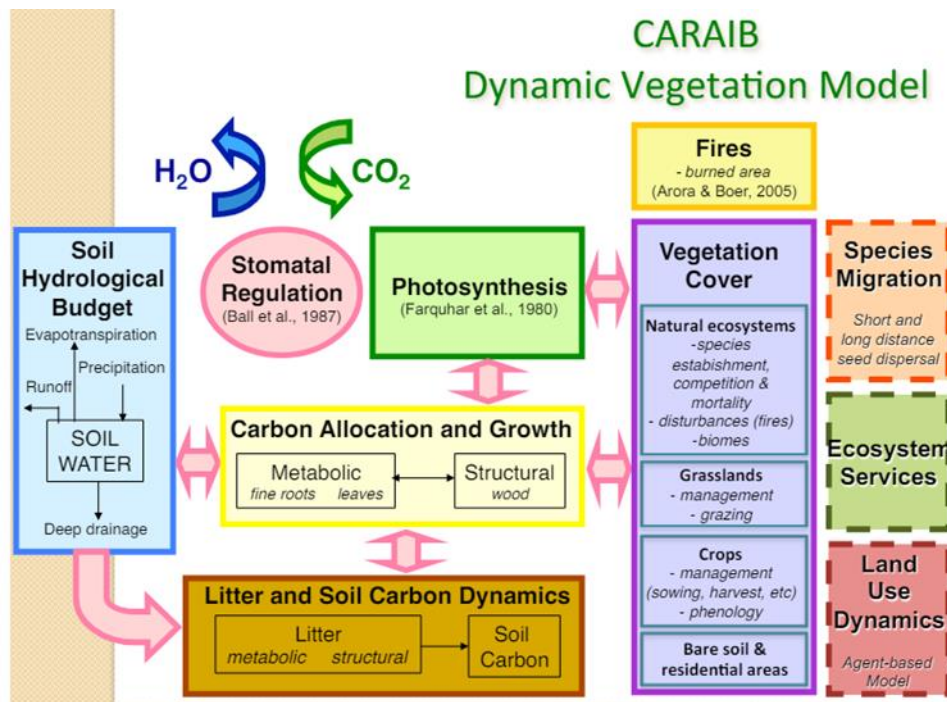 CARAIB
Dynamic Vegetation Model
H₂O
CO₂
Fires
- burned area
(Arora & Boer, 2005)
Soil
Hydrological
Budget
Evapotranspiration
Precipitation
Runoff
SOIL
WATER
Deep drainage
Stomatal
Regulation
(Ball et al., 1987)
Photosynthesis
(Farquhar et al., 1980)
Carbon Allocation and Growth
Metabolic
fine roots leaves
Structural
wood
Litter and Soil Carbon Dynamics
Litter
metabolic structural
Soil
Carbon
Vegetation
Cover
Natural ecosystems
-species
estabishment,
competition &
mortality
- disturbances (fires)
-biomes
Grasslands
- management
- grazing
Crops
- management
(sowing, harvest, etc)
- phenology
Bare soil &
residential areas
Species
Migration
Short and
long distance
seed dispersal
Ecosystem
Services
Land
Use
Dynamics
Agent-based
Model